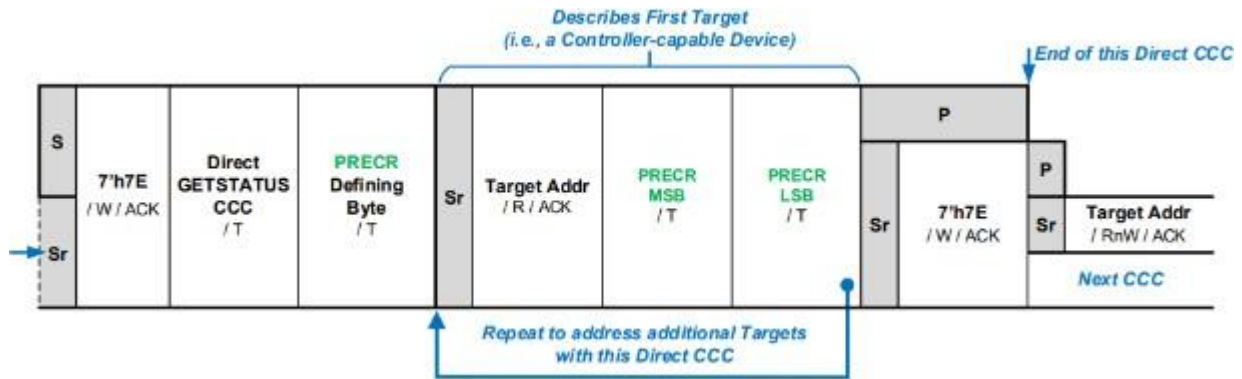 Describes First Target
(i.e., a Controller-capable Device)
End of this Direct CCC
S
Sr
7'h7E
/ W / ACK
Direct
GETSTATUS
CCC
/ T
PRECR
Defining
Byte
/ T
Sr
Target Addr
/ R / ACK
PRECR
MSB
/ T
PRECR
LSB
/ T
P
Sr
7'h7E
/ W / ACK
P
Sr
Target Addr
/ RnW / ACK
Next CCC
Repeat to address additional Targets
with this Direct CCC